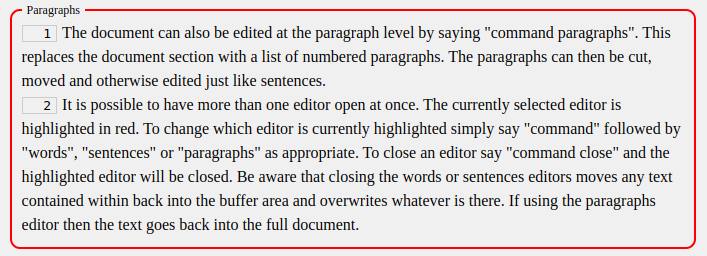 Paragraphs
1 The document can also be edited at the paragraph level by saying "command paragraphs". This
replaces the document section with a list of numbered paragraphs. The paragraphs can then be cut,
moved and otherwise edited just like sentences.
2 It is possible to have more than one editor open at once. The currently selected editor is
highlighted in red. To change which editor is currently highlighted simply say "command" followed by
"words", "sentences" or "paragraphs" as appropriate. To close an editor say "command close" and the
highlighted editor will be closed. Be aware that closing the words or sentences editors moves any text
contained within back into the buffer area and overwrites whatever is there. If using the paragraphs
editor then the text goes back into the full document.